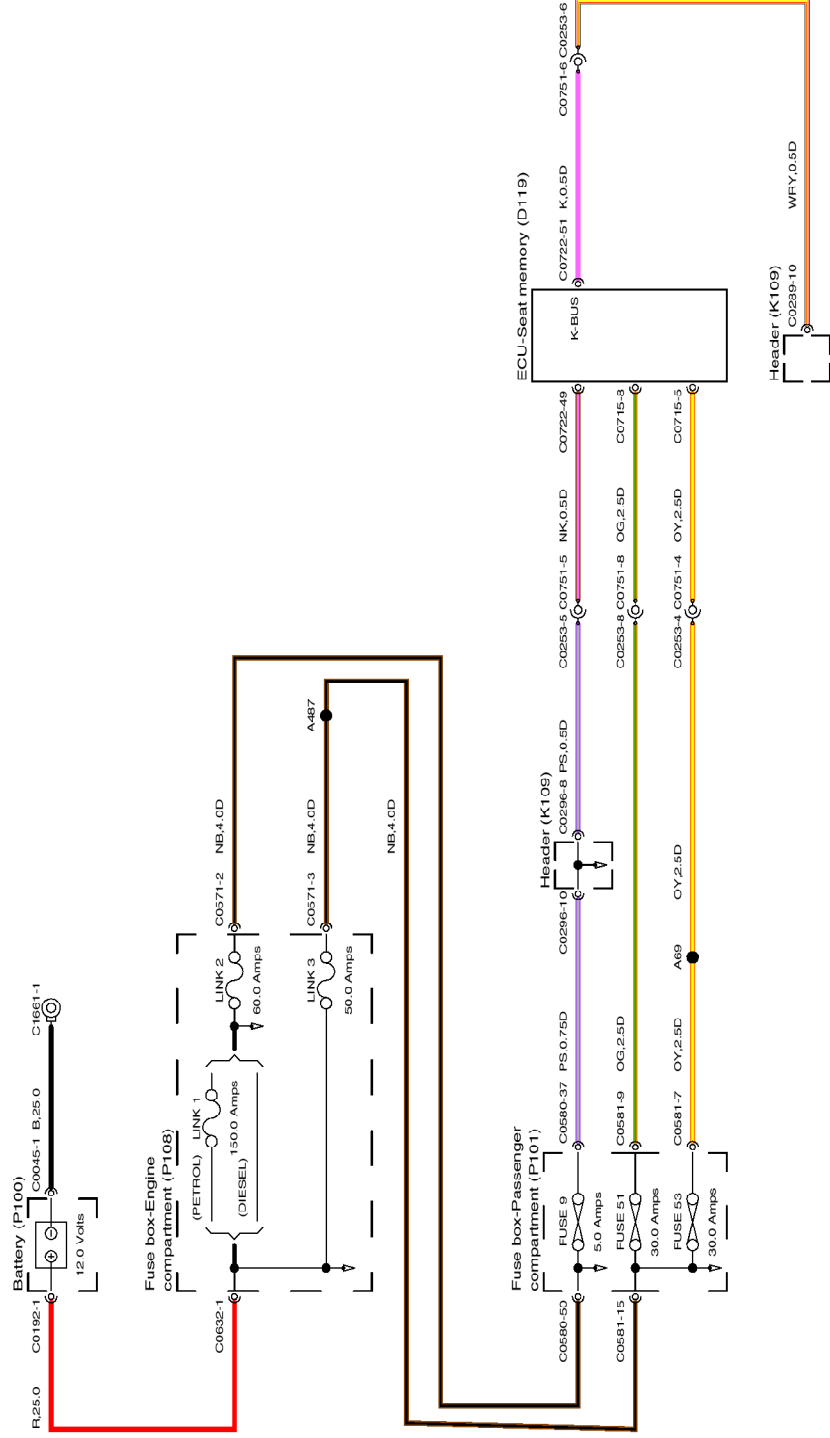 Battery (P100)
R,25.0 C0192-1 C0045-1 B,25.0 C1661-1
12.0 Volts
Fuse box-Engine
compartment (P108)
(PETROL) LINK 1
150.0 Amps
(DIESEL)
C0632-1
LINK 2
60.0 Amps
C0571-2 NB,4.0D
LINK 3
50.0 Amps
C0571-3 NB,4.0D A487
NB,4.0D
Fuse box-Passenger
compartment (P101)
FUSE 9
5.0 Amps
C0580-37 PS,0.75D C0296-10
Header (K109)
C0296-8 PS,0.5D C0253-5 C0751-5 NK,0.5D C0722-49
ECU-Seat memory (D119)
K-BUS
C0722-51 K,0.5D C0751-6 C0253-6
C0581-15
FUSE 51
30.0 Amps
C0581-9 OG,2.5D C0253-8 C0751-8 OG,2.5D C0715-3
FUSE 53
30.0 Amps
C0581-7 OY,2.5D A69 OY,2.5D C0253-4 C0751-4 OY,2.5D C0715-5
Header (K109)
WRY,0.5D